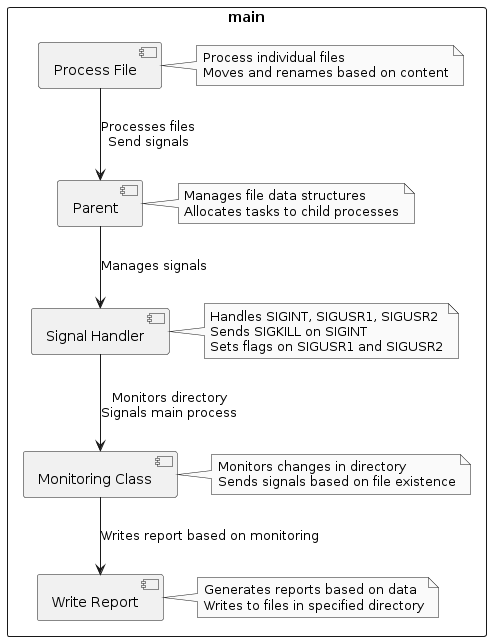 main
Process File
Process individual files
Moves and renames based on content
Processes files
Send signals
Parent
Manages file data structures
Allocates tasks to child processes
Manages signals
Signal Handler
Handles SIGINT, SIGUSR1, SIGUSR2
Sends SIGKILL on SIGINT
Sets flags on SIGUSR1 and SIGUSR2
Monitors directory
Signals main process
Monitoring Class
Monitors changes in directory
Sends signals based on file existence
Writes report based on monitoring
Write Report
Generates reports based on data
Writes to files in specified directory